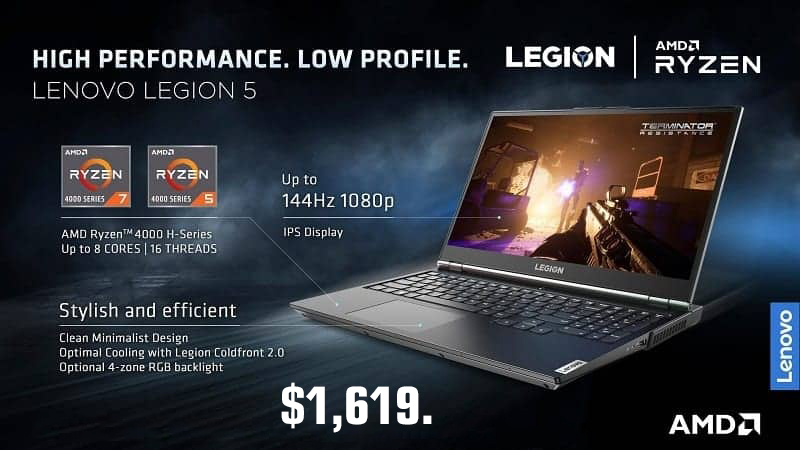 HIGH PERFORMANCE. LOW PROFILE.
LENOVO LEGION 5
LEGION
AMD
RYZEN
AMD
RYZEN
4000 SERIES 7
AMD
RYZEN
4000 SERIES 5
AMD Ryzen™ 4000 H-Series
Up to 8 CORES | 16 THREADS
Up to
144Hz 1080p
IPS Display
TERMINATOR
RESISTANCE
LEGION
Stylish and efficient
Clean Minimalist Design
Optimal Cooling with Legion Coldfront 2.0
Optional 4-zone RGB backlight
Lenovo
Lenovo
$1,619.
AMD